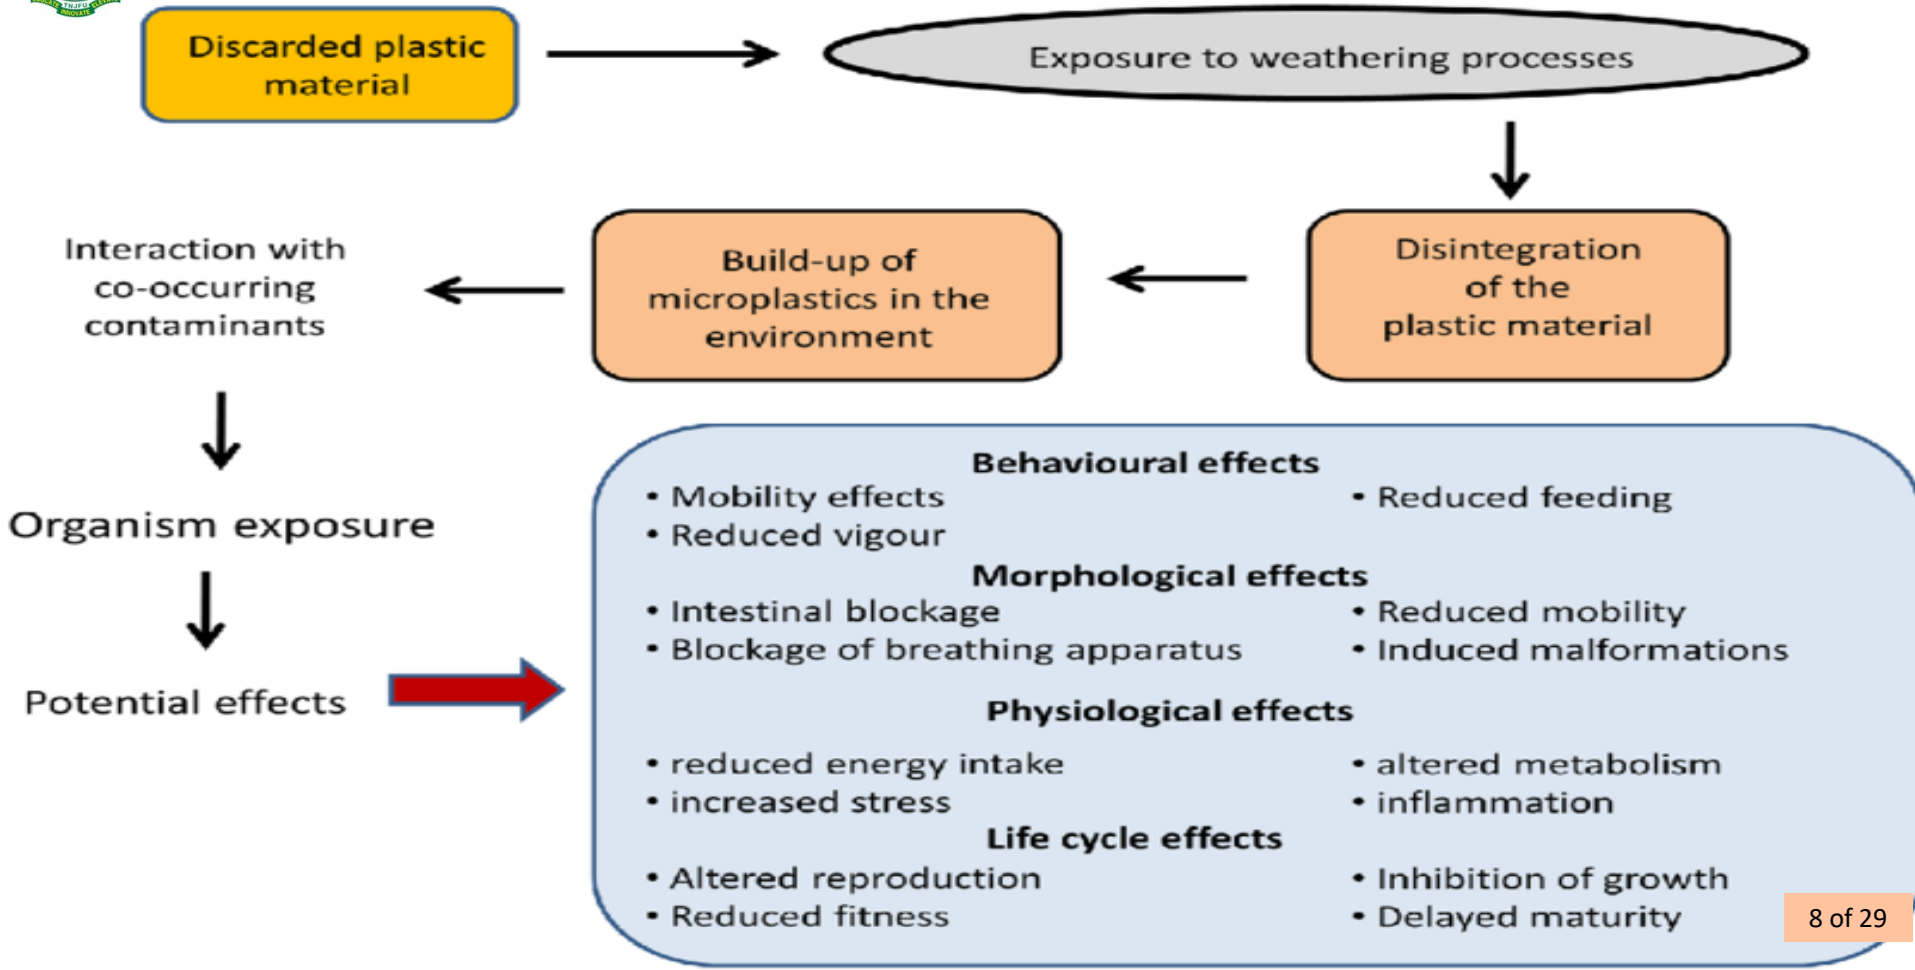 TNJFU
INNOVATE
Discarded plastic
material
Exposure to weathering processes
Interaction with
co-occurring
contaminants
Build-up of
microplastics in the
environment
Disintegration
of the
plastic material
Organism exposure
Potential effects
Behavioural effects
• Mobility effects
• Reduced feeding
• Reduced vigour
Morphological effects
• Intestinal blockage
• Reduced mobility
• Blockage of breathing apparatus
• Induced malformations
Physiological effects
• reduced energy intake
• altered metabolism
• increased stress
• inflammation
Life cycle effects
• Altered reproduction
• Inhibition of growth
• Reduced fitness
• Delayed maturity
8 of 29